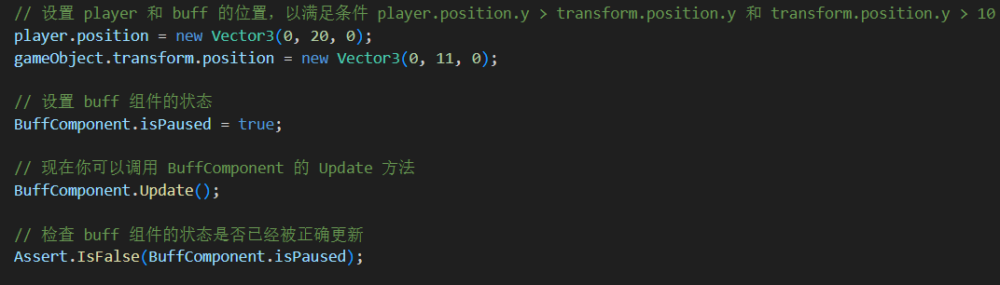 // 设置 player 和 buff 的位置，以满足条件 player.position.y > transform.position.y 和 transform.position.y > 10
player.position = new Vector3(0, 20, 0);
gameObject.transform.position = new Vector3(0, 11, 0);
// 设置 buff 组件的状态
BuffComponent.isPaused = true;
// 现在你可以调用 BuffComponent 的 Update 方法
BuffComponent.Update();
// 检查 buff 组件的状态是否已经被正确更新
Assert.IsFalse(BuffComponent.isPaused);